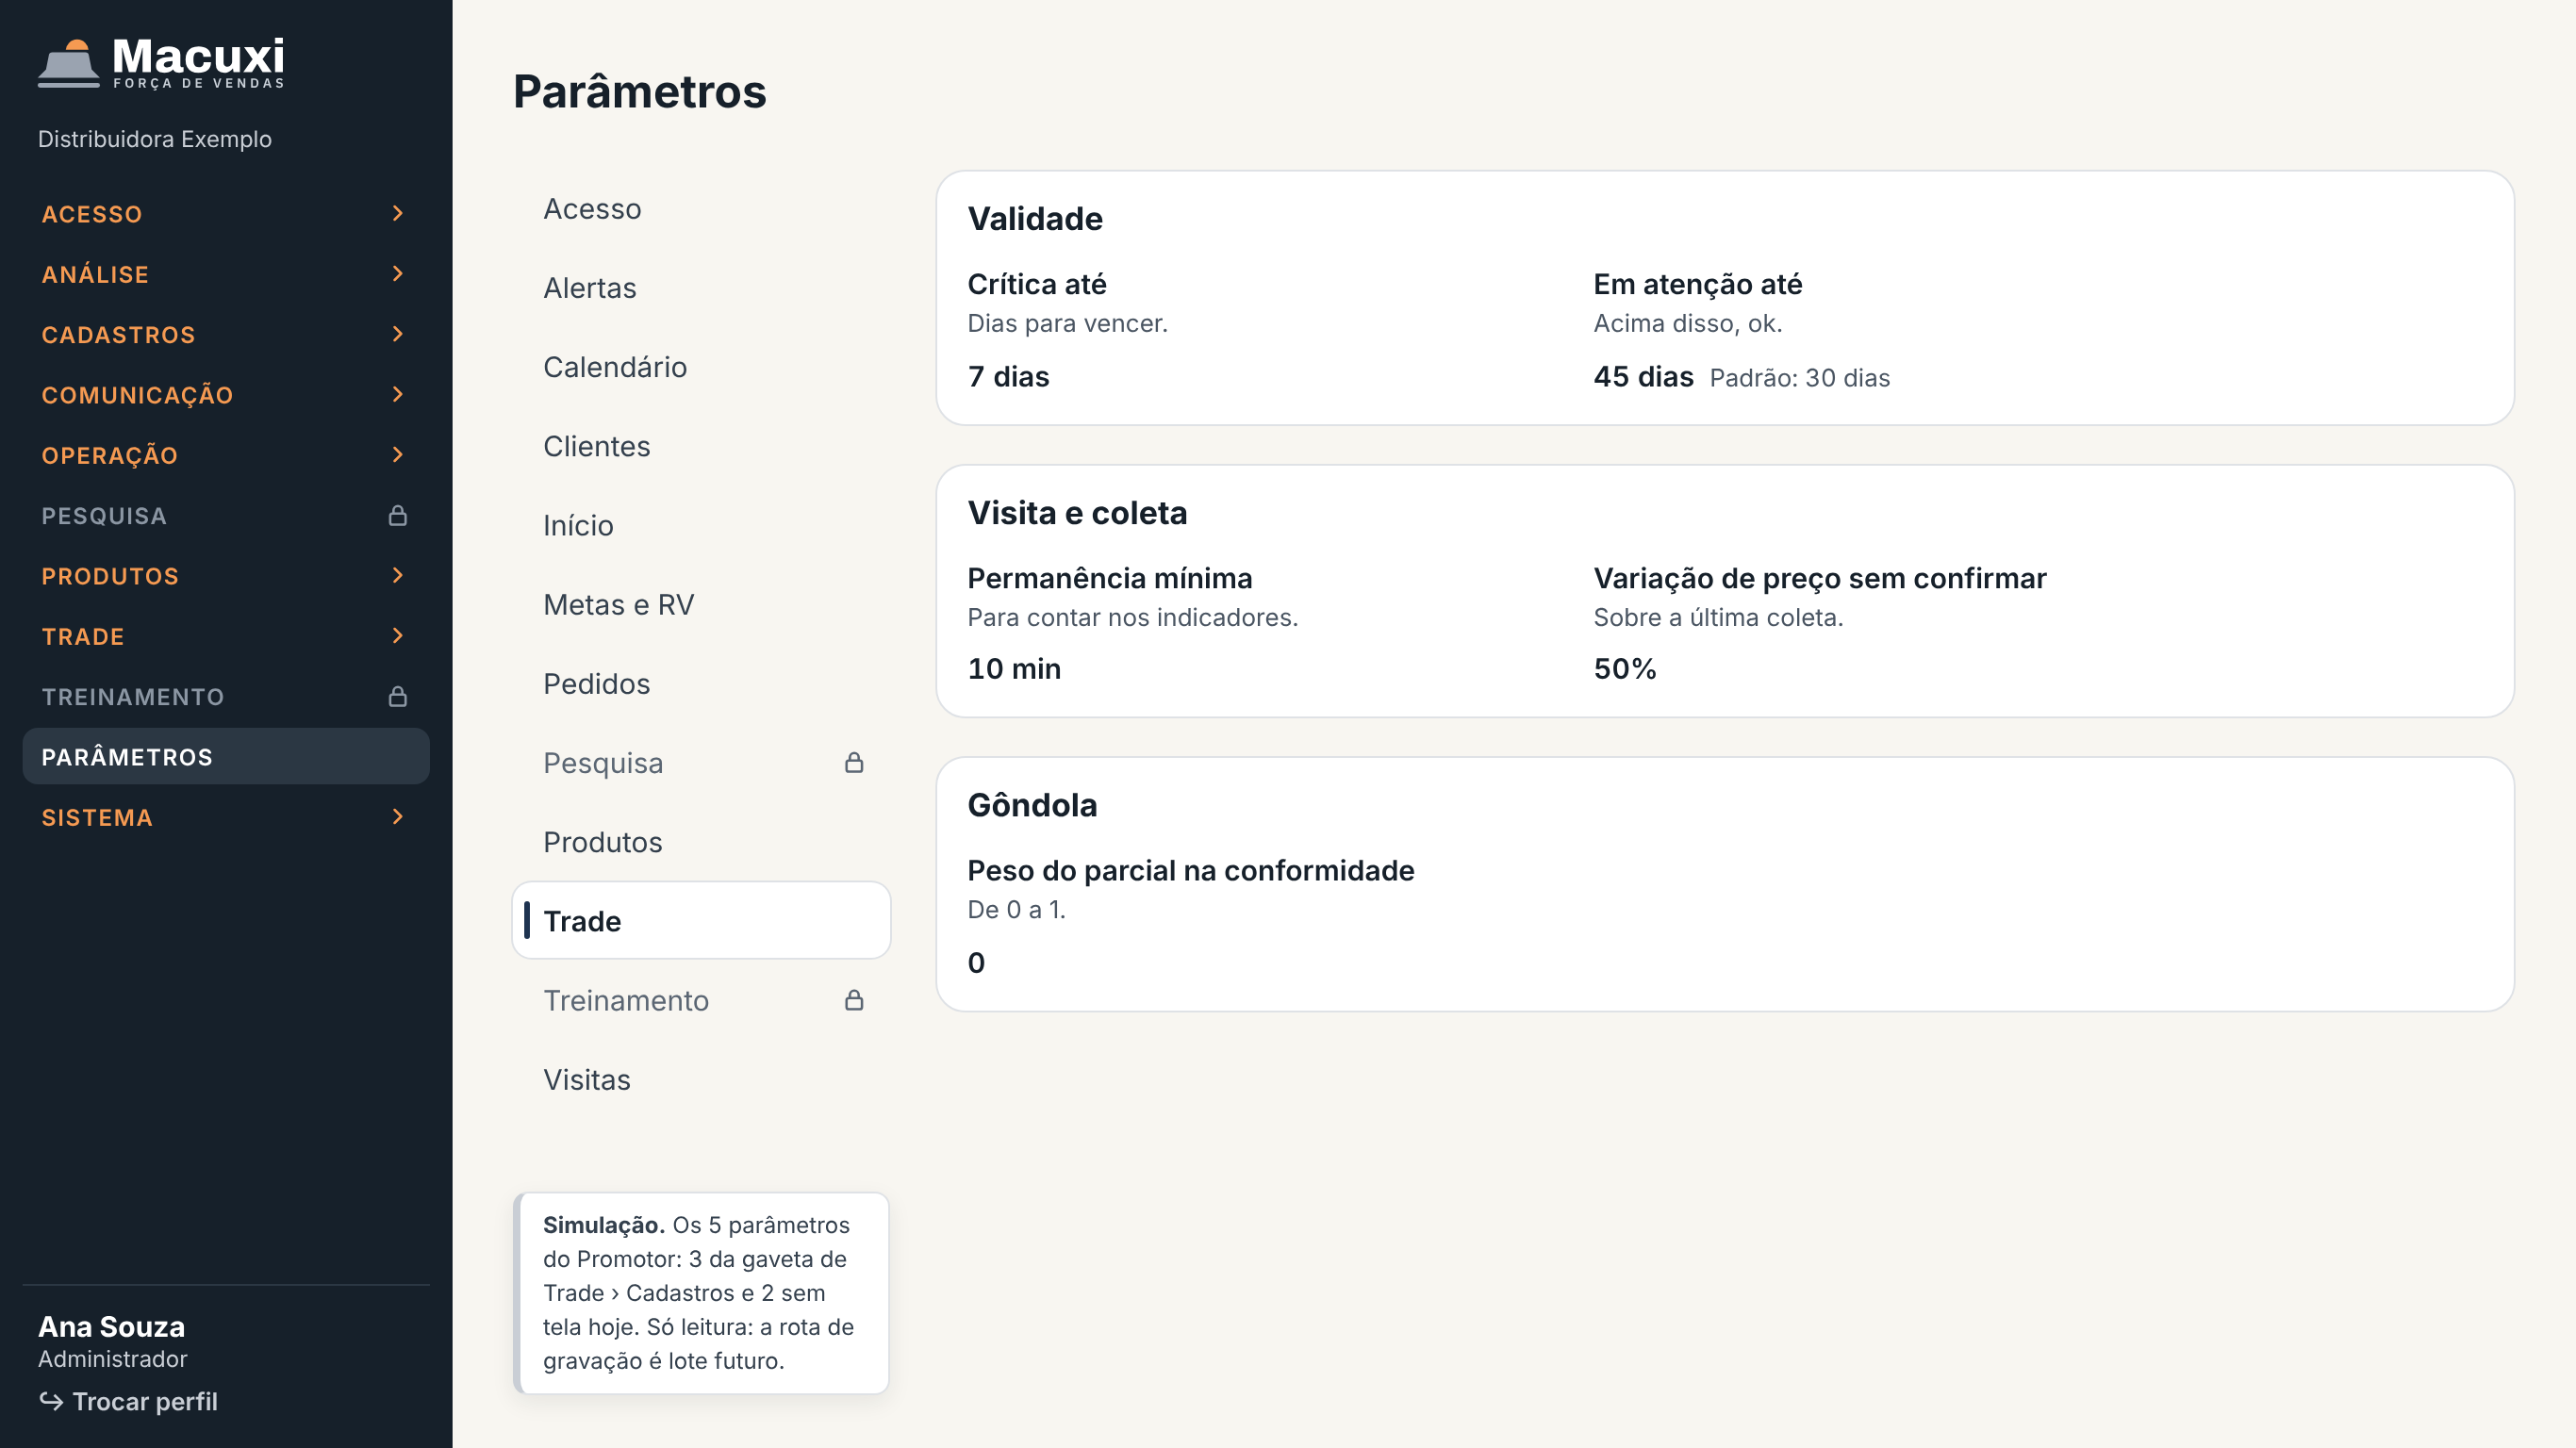 Macuxi
FORÇA DE VENDAS
Distribuidora Exemplo
ACESSO
ANÁLISE
CADASTROS
COMUNICAÇÃO
OPERAÇÃO
PESQUISA
PRODUTOS
TRADE
TREINAMENTO
PARÂMETROS
SISTEMA
Ana Souza
Administrador
Trocar perfil
Parâmetros
Acesso
Alertas
Calendário
Clientes
Início
Metas e RV
Pedidos
Pesquisa
Produtos
Trade
Treinamento
Visitas
Simulação. Os 5 parâmetros
do Promotor: 3 da gaveta de
Trade › Cadastros e 2 sem
tela hoje. Só leitura: a rota de
gravação é lote futuro.
Validade
Crítica até
Dias para vencer.
7 dias
Em atenção até
Acima disso, ok.
45 dias Padrão: 30 dias
Visita e coleta
Permanência mínima
Para contar nos indicadores.
10 min
Variação de preço sem confirmar
Sobre a última coleta.
50%
Gôndola
Peso do parcial na conformidade
De 0 a 1.
0